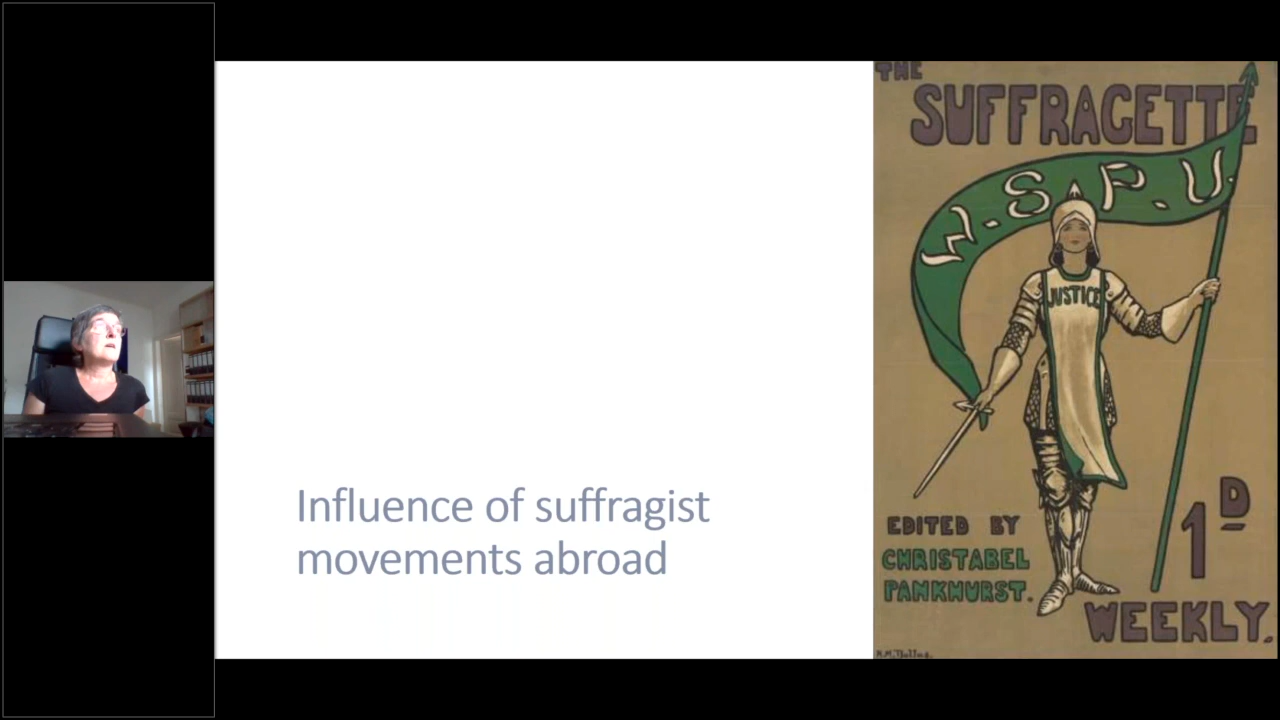 Influence of suffragist
movements abroad
THE
SUFFRAGETTE
W.S.P.U.
JUSTICE
EDITED BY
CHRISTABEL
PANKHURST.
1D
WEEKLY.